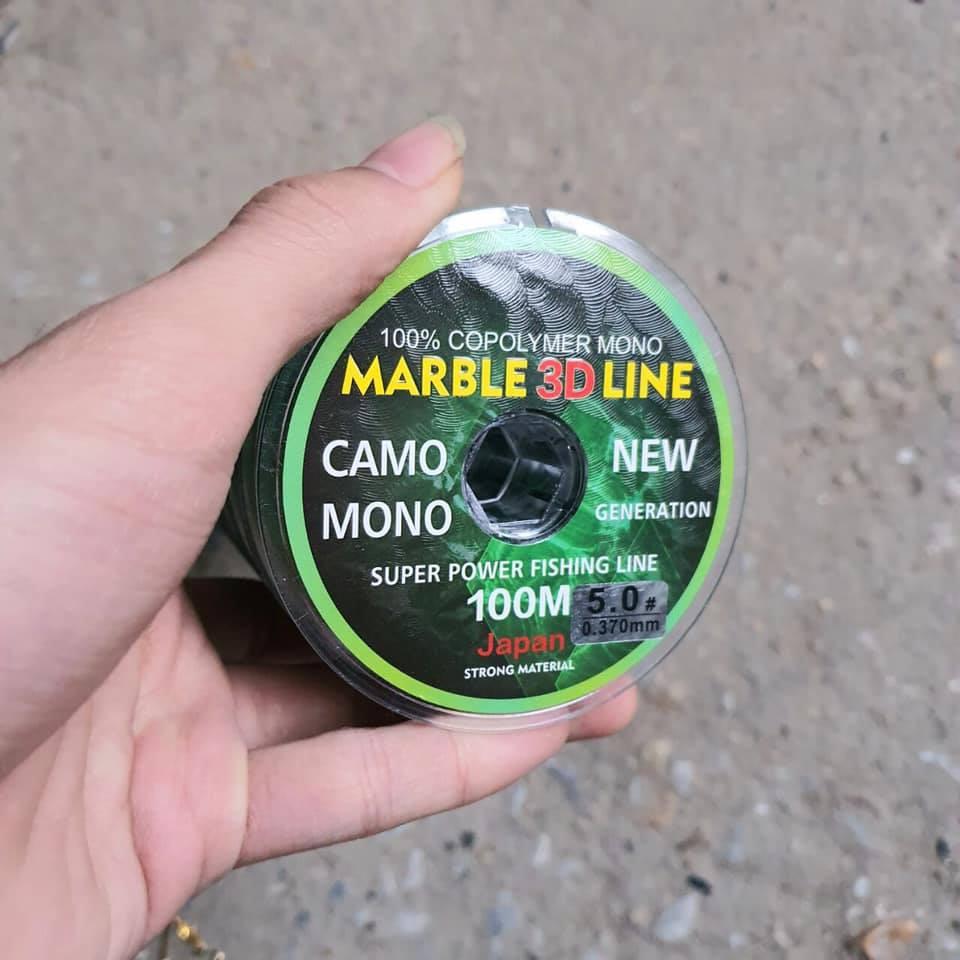 100% COPOLYMER MONO
MARBLE 3D LINE
CAMO
MONO
NEW
GENERATION
SUPER POWER FISHING LINE
100M
5.0#
0.370mm
Japan
STRONG MATERIAL